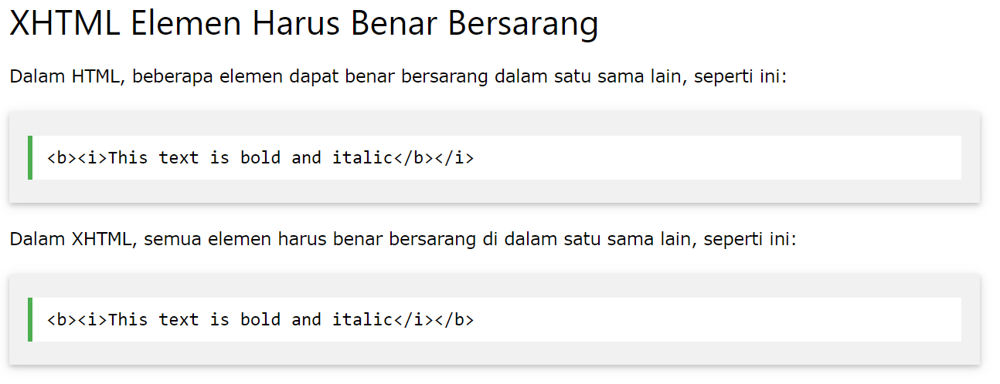 XHTML Elemen Harus Benar Bersarang
Dalam HTML, beberapa elemen dapat benar bersarang dalam satu sama lain, seperti ini:
<b><i>This text is bold and italic</b></i>
Dalam XHTML, semua elemen harus benar bersarang di dalam satu sama lain, seperti ini:
<b><i>This text is bold and italic</i></b>